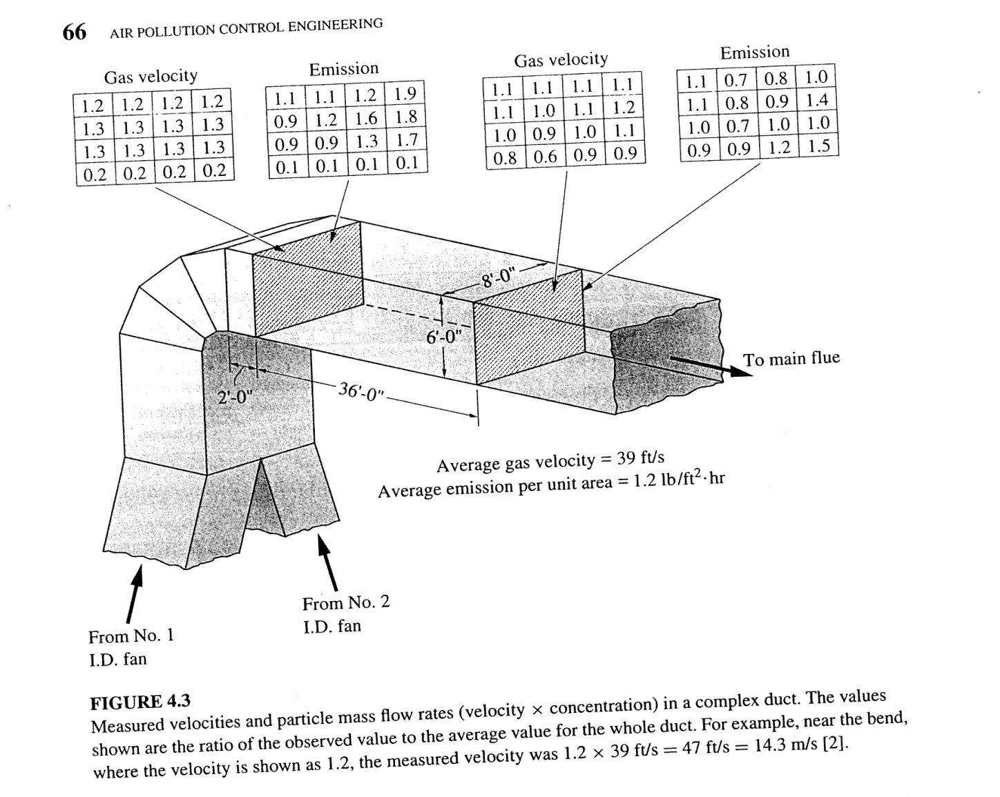 66 AIR POLLUTION CONTROL ENGINEERING
Gas velocity
1.2 1.2 1.2 1.2
1.3 1.3 1.3 1.3
1.3 1.3 1.3 1.3
0.2 0.2 0.2 0.2
Emission
1.1 1.1 1.2 1.9
0.9 1.2 1.6 1.8
0.9 0.9 1.3 1.7
0.1 0.1 0.1 0.1
Gas velocity
1.1 1.1 1.1 1.1
1.1 1.0 1.1 1.2
1.0 0.9 1.0 1.1
0.8 0.6 0.9 0.9
Emission
1.1 0.7 0.8 1.0
1.1 0.8 0.9 1.4
1.0 0.7 1.0 1.0
0.9 0.9 1.2 1.5
8'-0"
6'-0"
To main flue
2'-0"
36'-0"
Average gas velocity = 39 ft/s
Average emission per unit area = 1.2 lb/ft²·hr
From No. 2
I.D. fan
From No. 1
I.D. fan
FIGURE 4.3
Measured velocities and particle mass flow rates (velocity × concentration) in a complex duct. The values
shown are the ratio of the observed value to the average value for the whole duct. For example, near the bend,
where the velocity is shown as 1.2, the measured velocity was 1.2 × 39 ft/s = 47 ft/s = 14.3 m/s [2].